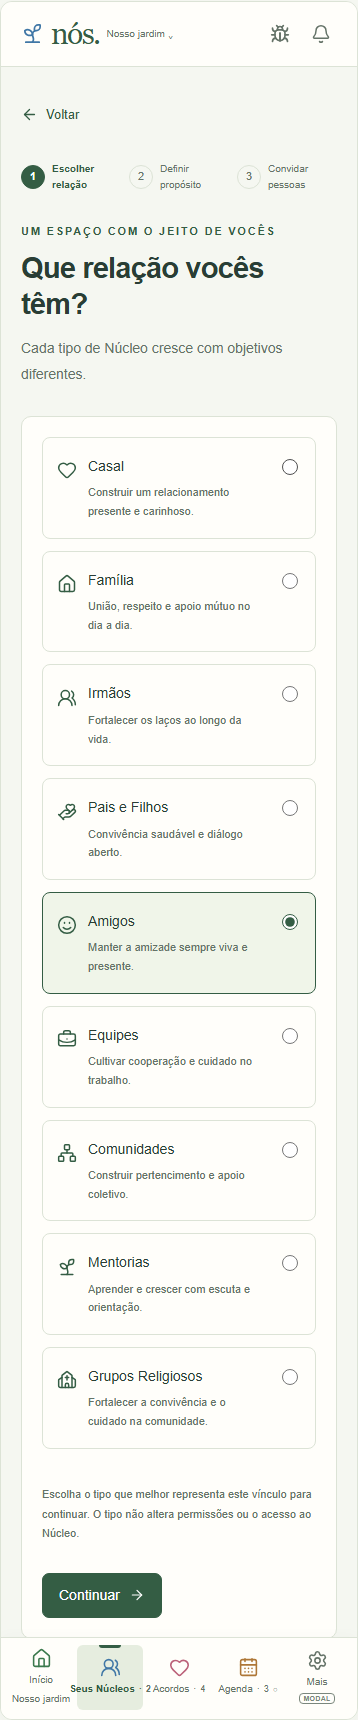 nós. Nosso jardim
Voltar
1 Escolher relação 2 Definir propósito 3 Convidar pessoas
UM ESPAÇO COM O JEITO DE VOCÊS
Que relação vocês
têm?
Cada tipo de Núcleo cresce com objetivos
diferentes.
Casal
Construir um relacionamento
presente e carinhoso.
Família
União, respeito e apoio mútuo no
dia a dia.
Irmãos
Fortalecer os laços ao longo da
vida.
Pais e Filhos
Convivência saudável e diálogo
aberto.
Amigos
Manter a amizade sempre viva e
presente.
Equipes
Cultivar cooperação e cuidado no
trabalho.
Comunidades
Construir pertencimento e apoio
coletivo.
Mentorias
Aprender e crescer com escuta e
orientação.
Grupos Religiosos
Fortalecer a convivência e o
cuidado na comunidade.
Escolha o tipo que melhor representa este vínculo para
continuar. O tipo não altera permissões ou o acesso ao
Núcleo.
Continuar
Início
Nosso jardim
Seus Núcleos · 2
Acordos · 4
Agenda · 3
Mais
MODAL